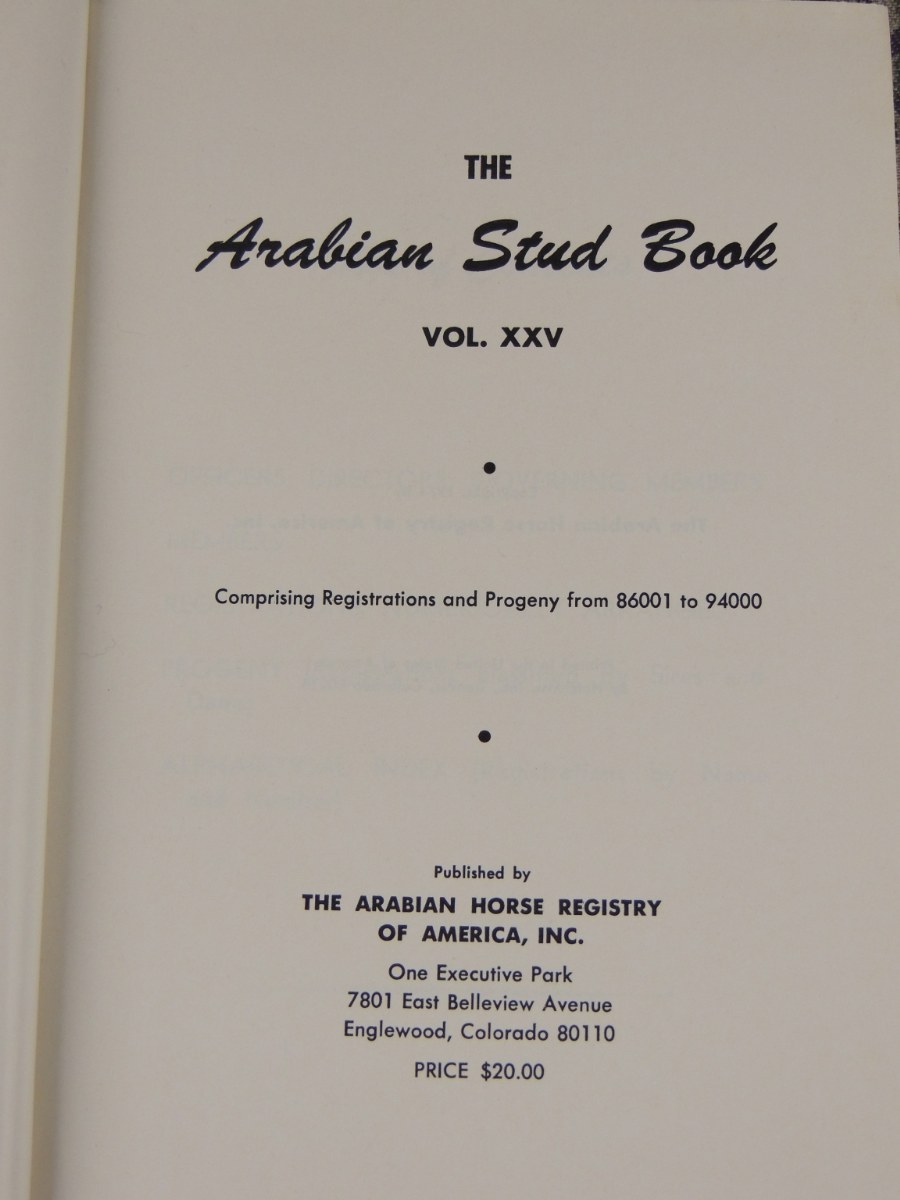 THE
Arabian Stud Book
VOL. XXV
•
Comprising Registrations and Progeny from 86001 to 94000
•
Published by
THE ARABIAN HORSE REGISTRY
OF AMERICA, INC.
One Executive Park
7801 East Belleview Avenue
Englewood, Colorado 80110
PRICE $20.00